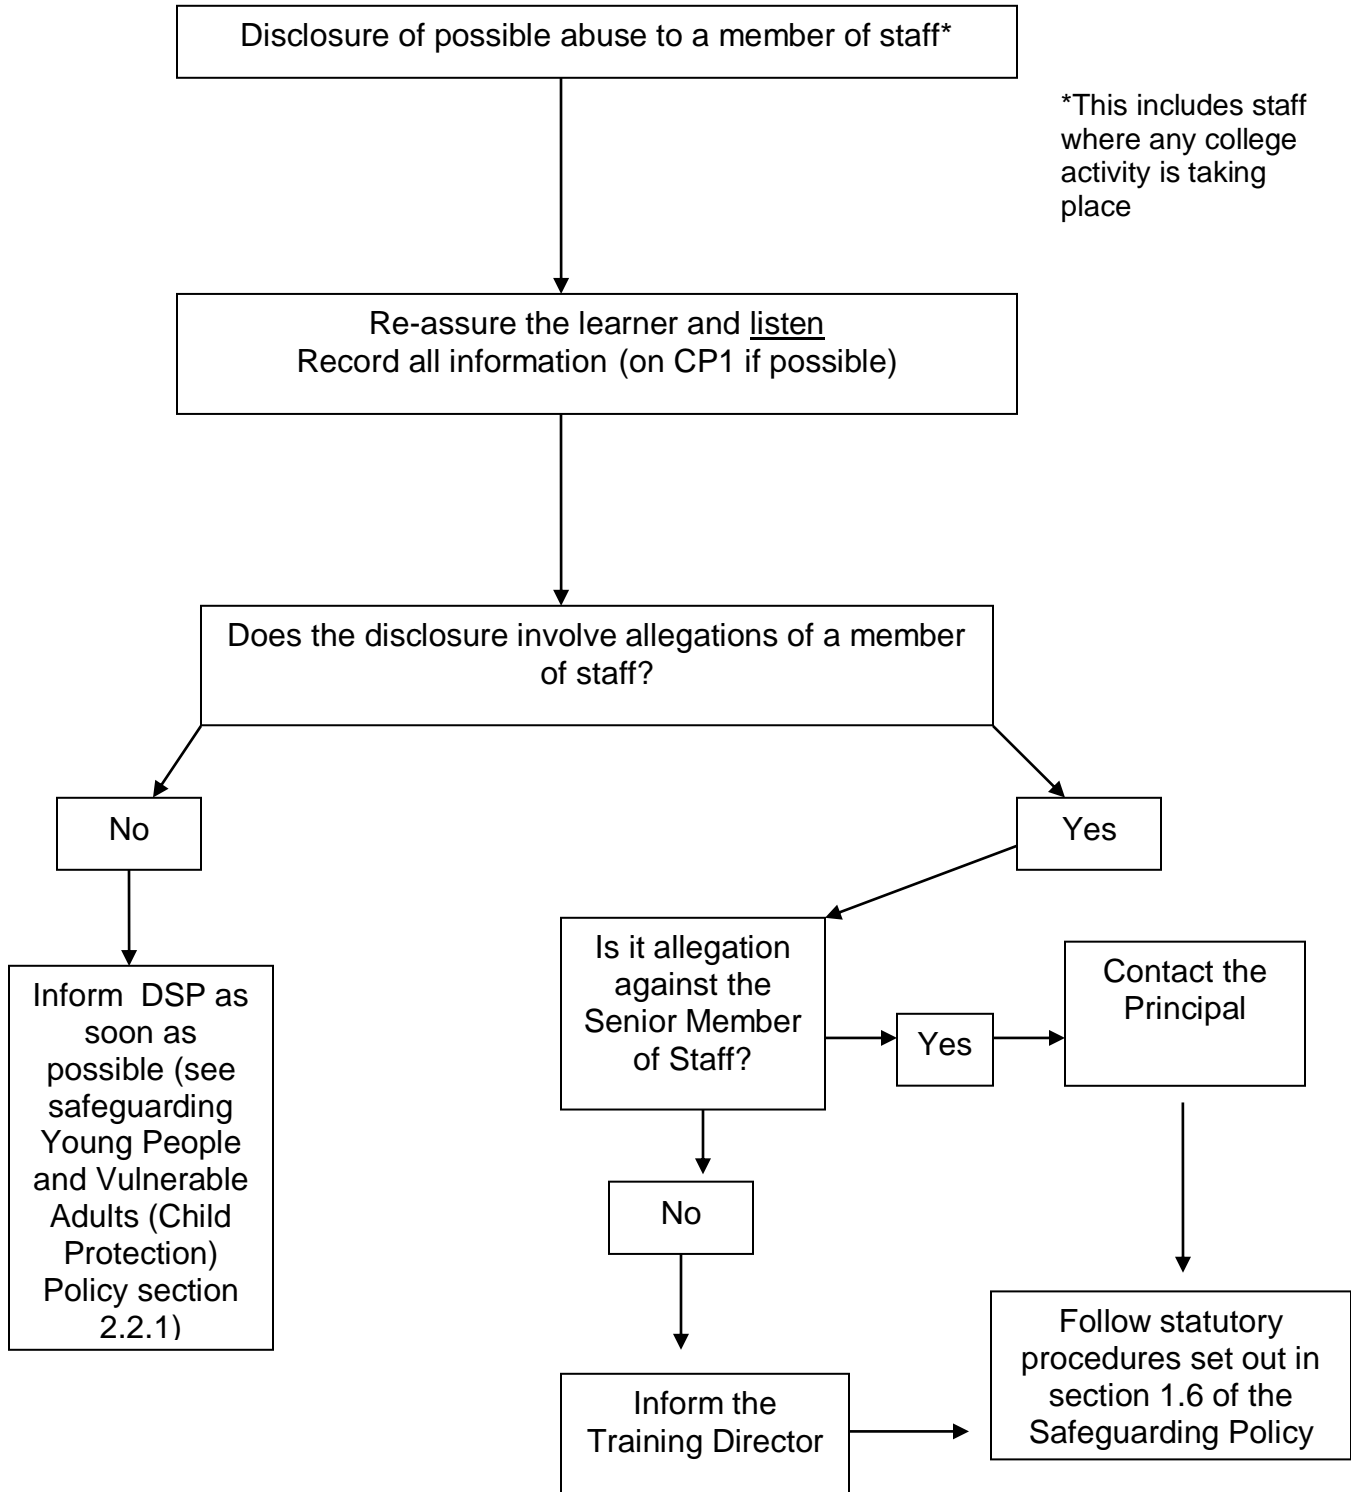 Disclosure of possible abuse to a member of staff*
*This includes staff
where any college
activity is taking
place
Re-assure the learner and listen
Record all information (on CP1 if possible)
Does the disclosure involve allegations of a member
of staff?
No
Yes
Inform DSP as
soon as
possible (see
safeguarding
Young People
and Vulnerable
Adults (Child
Protection)
Policy section
2.2.1)
Is it allegation
against the
Senior Member
of Staff?
Yes
Contact the
Principal
No
Inform the
Training Director
Follow statutory
procedures set out in
section 1.6 of the
Safeguarding Policy